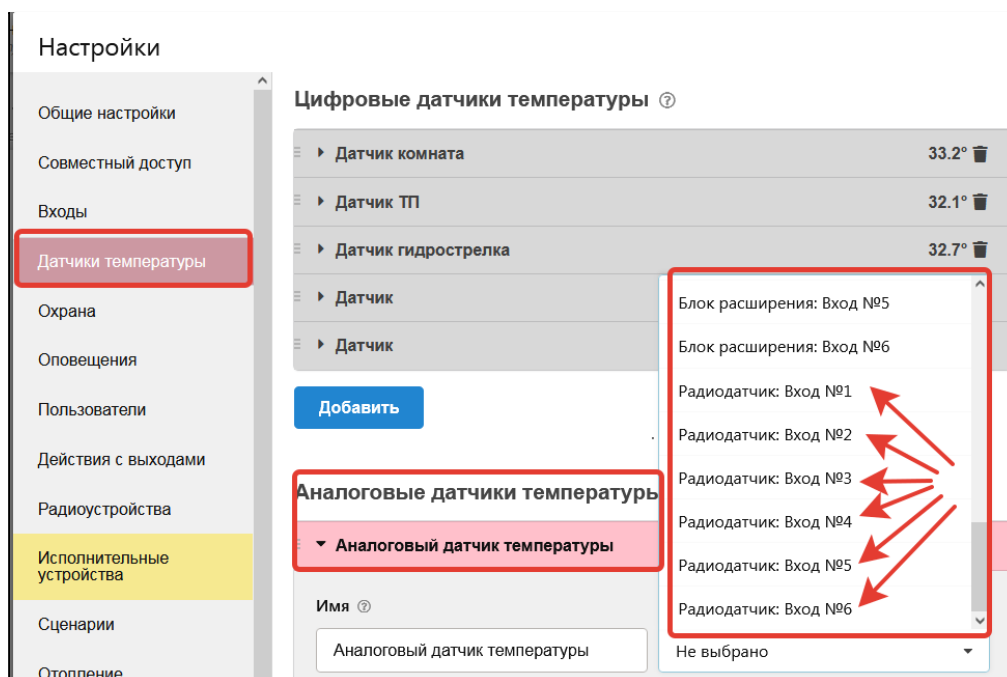 Настройки
Общие настройки
Совместный доступ
Входы
Датчики температуры
Охрана
Оповещения
Пользователи
Действия с выходами
Радиоустройства
Исполнительные
устройства
Сценарии
Отопление
Цифровые датчики температуры ?
Датчик комната 33.2°
Датчик ТП 32.1°
Датчик гидрострелка 32.7°
Датчик
Датчик
Добавить
Блок расширения: Вход №5
Блок расширения: Вход №6
Радиодатчик: Вход №1
Радиодатчик: Вход №2
Радиодатчик: Вход №3
Радиодатчик: Вход №4
Радиодатчик: Вход №5
Радиодатчик: Вход №6
Аналоговые датчики температуры
Аналоговый датчик температуры
Имя ?
Аналоговый датчик температуры
Не выбрано